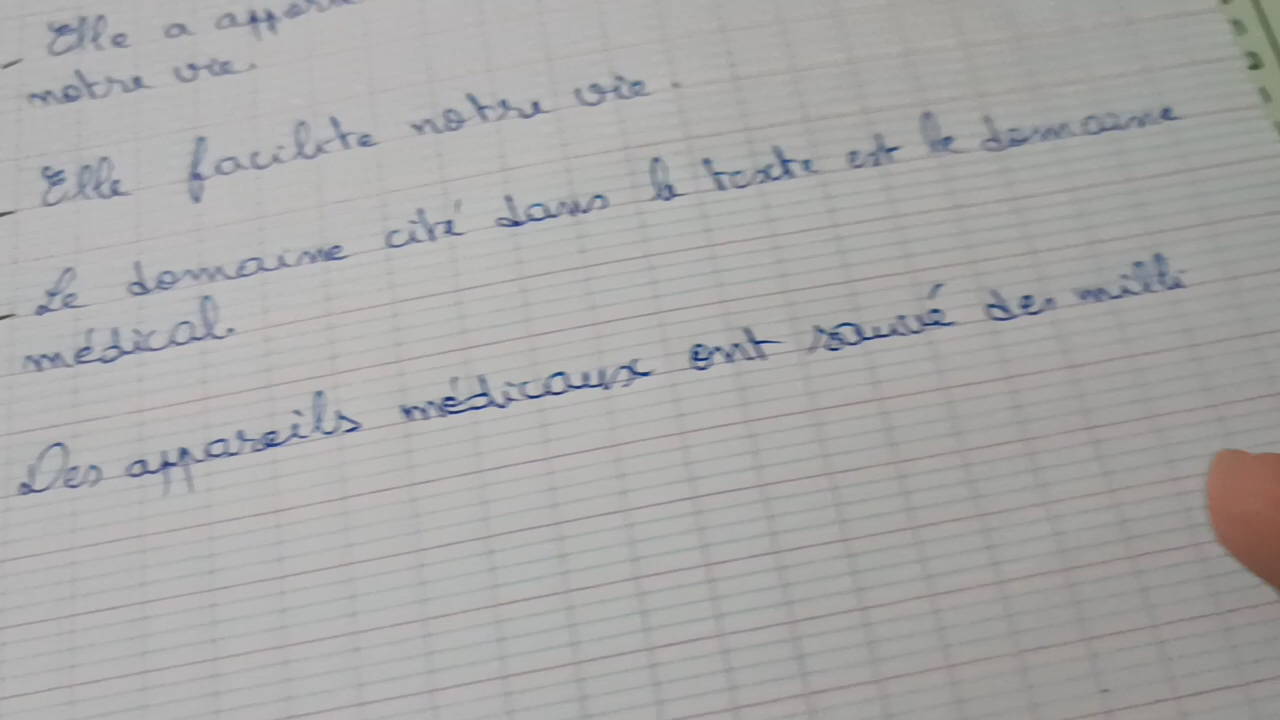 - Elle a
notre vie.
- Elle facilite notre vie.
- Le domaine cité dans le texte est le domaine
médical.
Des appareils médicaux ont sauvé des mille